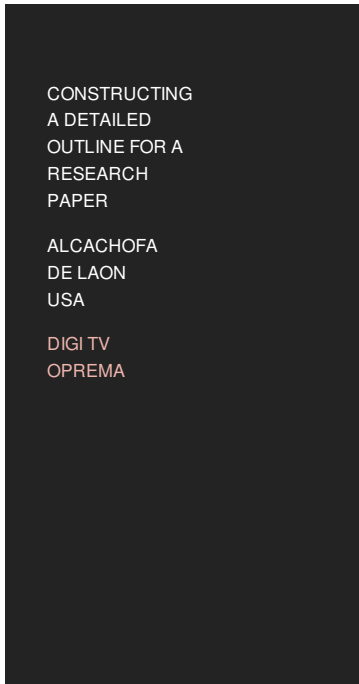 CONSTRUCTING
A DETAILED
OUTLINE FOR A
RESEARCH
PAPER
ALCACHOFA
DE LAON
USA
DIGI TV
OPREMA